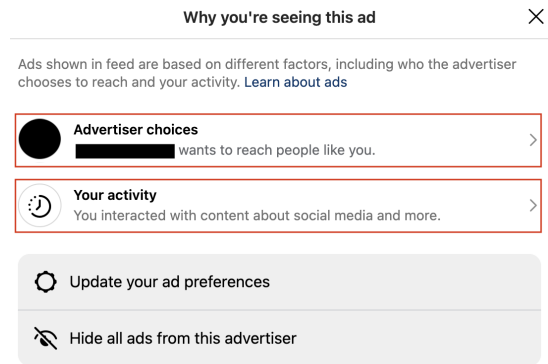 Why you're seeing this ad
Ads shown in feed are based on different factors, including who the advertiser
chooses to reach and your activity. Learn about ads
Advertiser choices
wants to reach people like you.
Your activity
You interacted with content about social media and more.
Update your ad preferences
Hide all ads from this advertiser